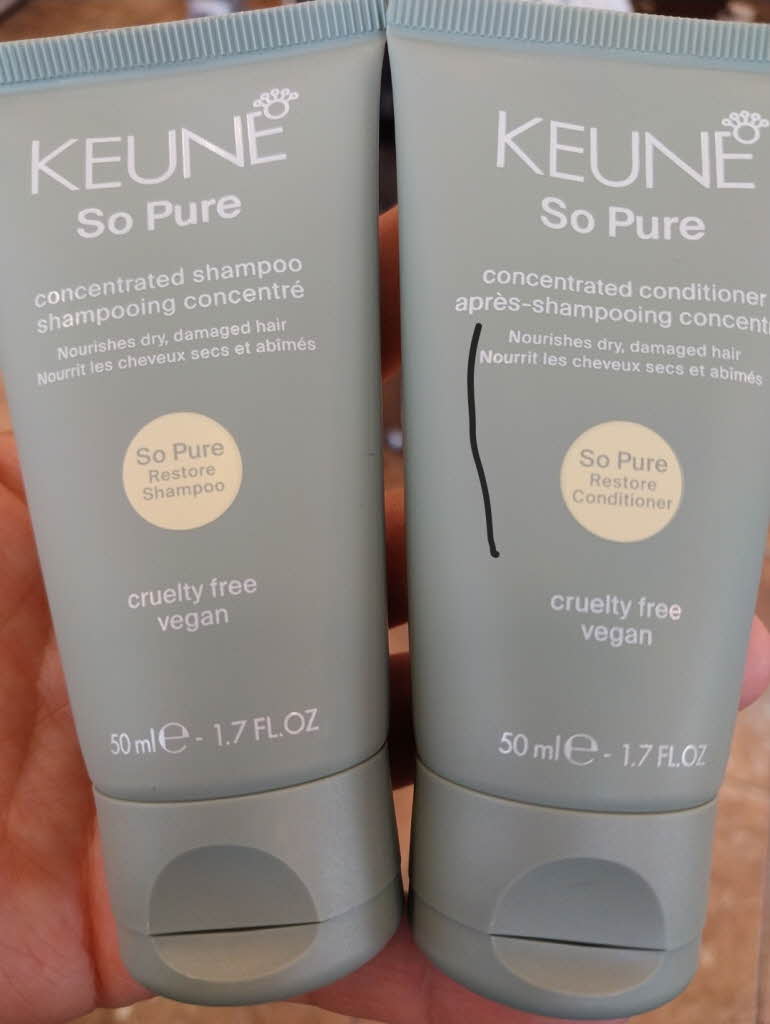 KEUNE
So Pure
concentrated shampoo
shampooing concentré
Nourishes dry, damaged hair
Nourrit les cheveux secs et abîmés
So Pure
Restore
Shampoo
cruelty free
vegan
50 ml e - 1.7 FL.OZ
KEUNE
So Pure
concentrated conditioner
après-shampooing concent
Nourishes dry, damaged hair
Nourrit les cheveux secs et abîmés
So Pure
Restore
Conditioner
cruelty free
vegan
50 ml e - 1.7 FL.OZ